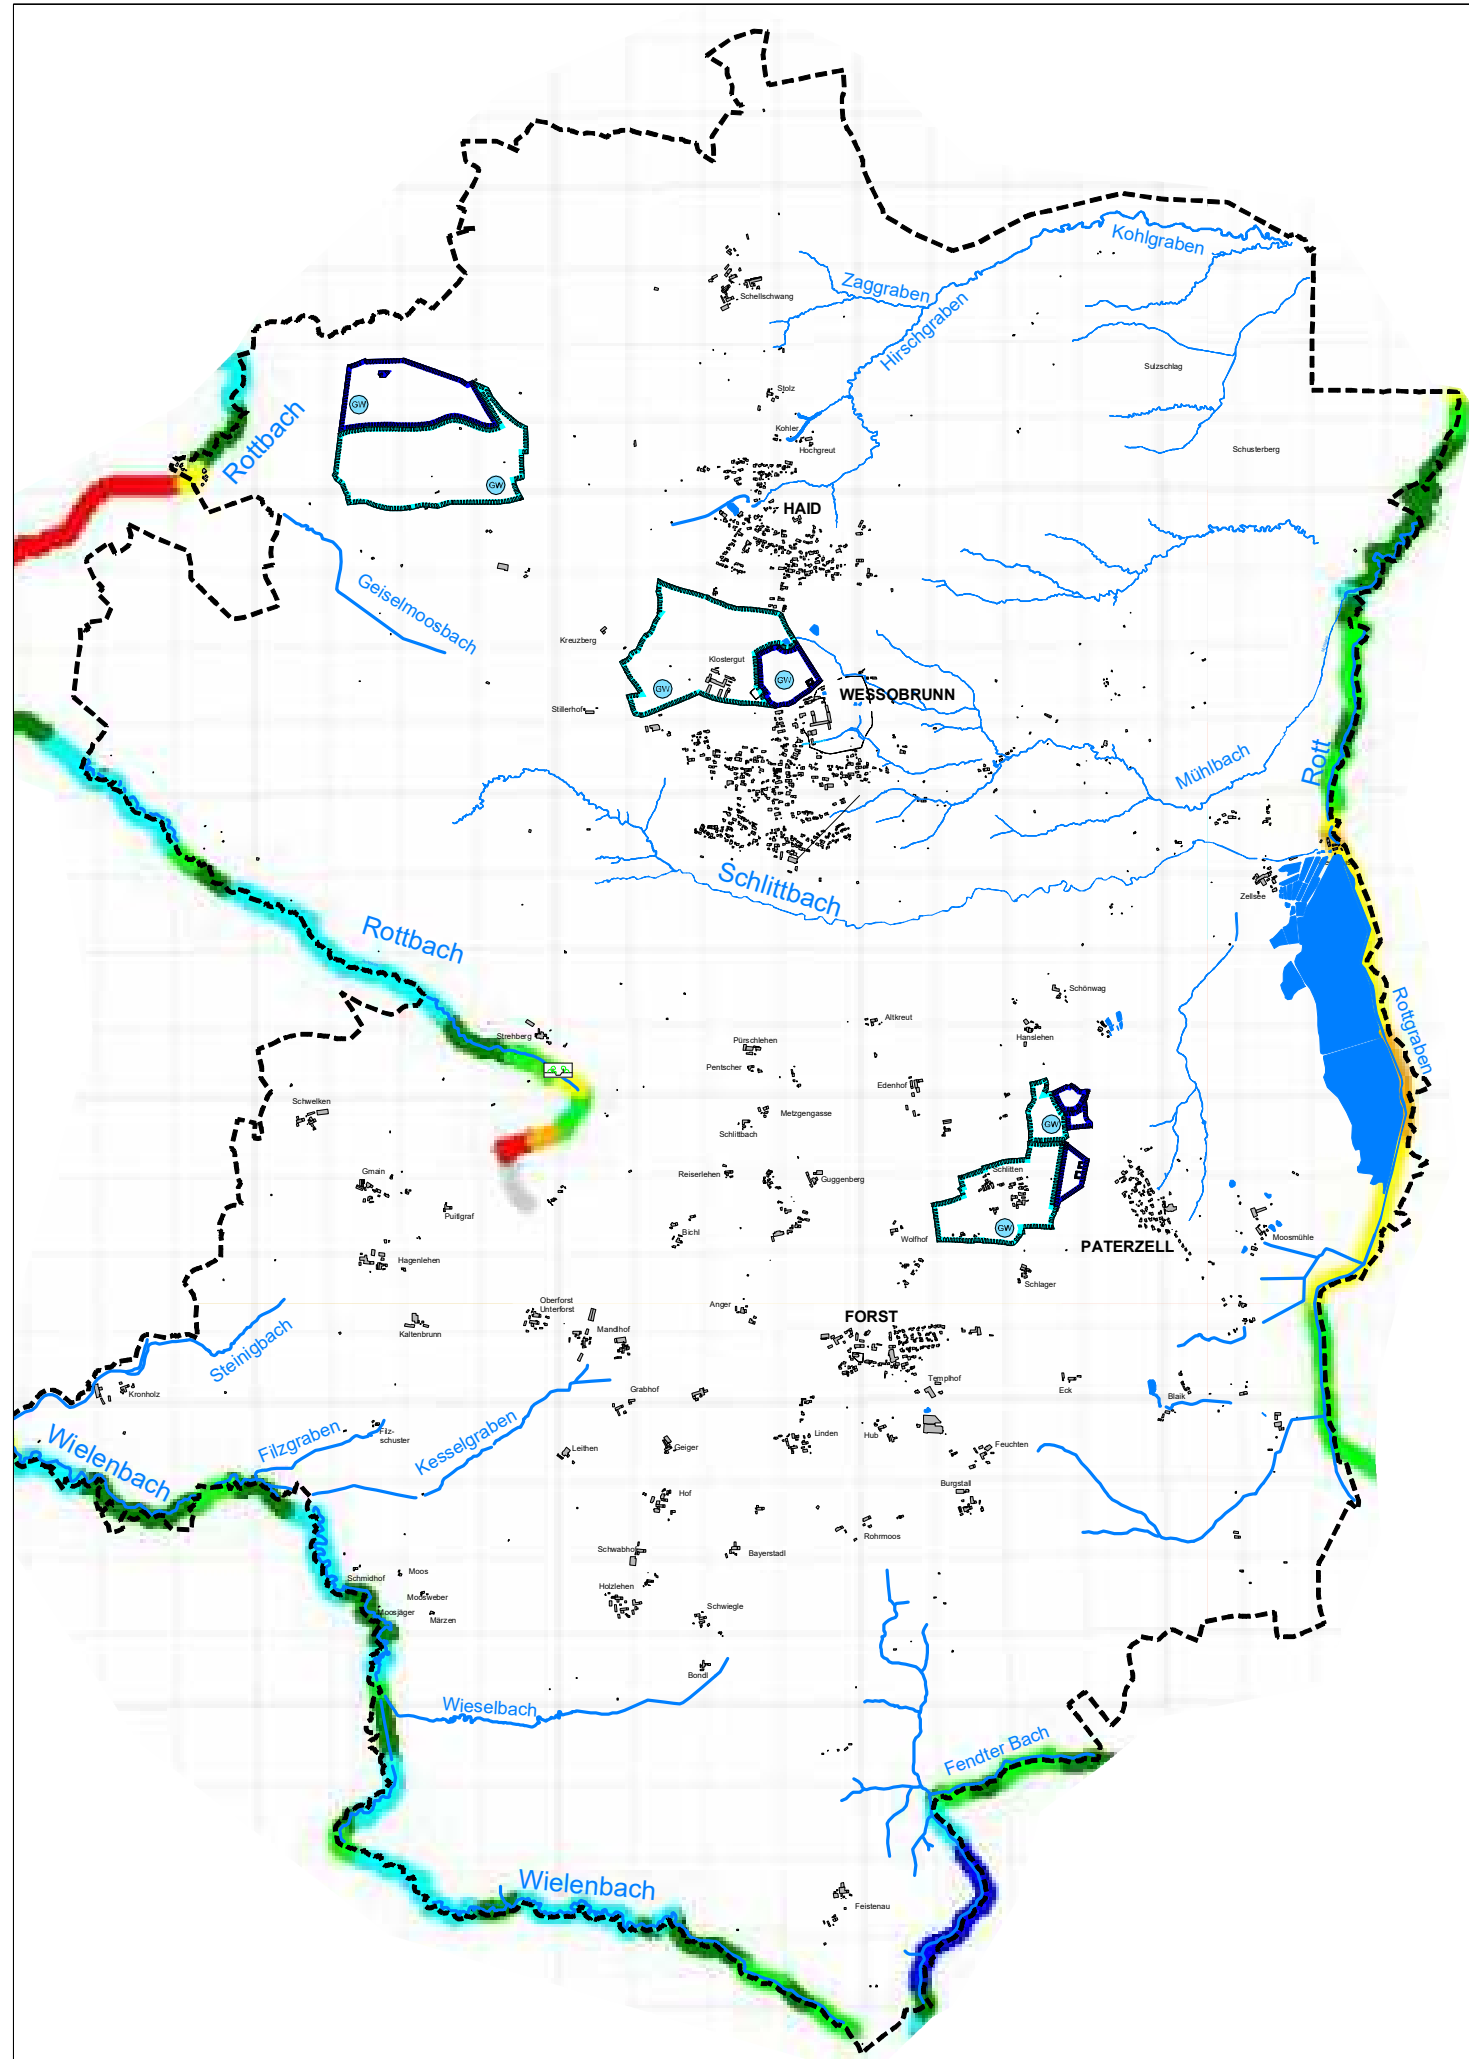 Kohlgraben
Zaggraben
Schellschwang
Hirschgraben
Sulzschlag
Stolz
GW
Rottbach
Kohler
Hochgreut
Schusterberg
GW
HAID
Geiselmoosbach
Kreuzberg
Klostergut
GW
GW
WESSOBRUNN
Stillerhof
Mühlbach
Rott
Schlittbach
Zellsee
Rottbach
Schönwag
Rottgraben
Altkreut
Strehberg
Hanslehen
Pürschlehen
Pentscher
Edenhof
Schwelken
Metzgengasse
Schlittbach
GW
Gmain
Reiserlehen
Guggenberg
Schlitten
Puitlgraf
GW
Bichl
Wolfhof
PATERZELL
Moosmühle
Hagenlehen
Schlager
Oberforst
Unterforst
Anger
FORST
Kaltenbrunn
Mandlhof
Steinigbach
Templhof
Eck
Kronholz
Grabhof
Blaik
Filz-
schuster
Filzgraben
Kesselgraben
Linden
Hub
Wielenbach
Leithen
Geiger
Feuchten
Burgstall
Hof
Rohrmoos
Schwabhof
Bayerstadl
Schmidhof
Moos
Moosweber
Holzlehen
Moosjäger
Märzen
Schwiegle
Bondl
Wieselbach
Fendter Bach
Wielenbach
Feistenau